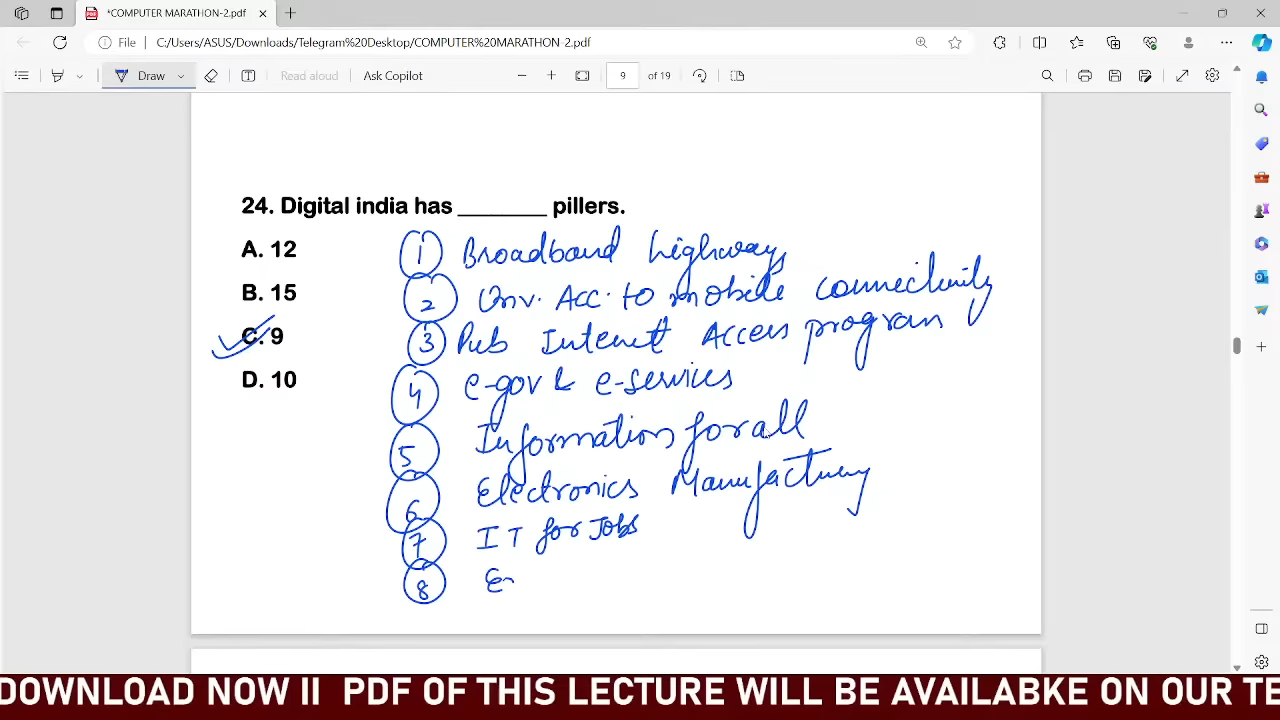 *COMPUTER MARATHON-2.pdf
File C:/Users/ASUS/Downloads/Telegram%20Desktop/COMPUTER%20MARATHON-2.pdf
Draw Read aloud Ask Copilot 9 of 19
24. Digital india has _______ pillers.
A. 12
B. 15
C. 9
D. 10
1 Broadband highways
2 Univ. Acc. to mobile connectivity
3 Pub Internet Access program
4 e-gov & e-services
5 Information for all
6 Electronics Manufacturing
7 IT for Jobs
8 E
DOWNLOAD NOW II PDF OF THIS LECTURE WILL BE AVAILABKE ON OUR TE